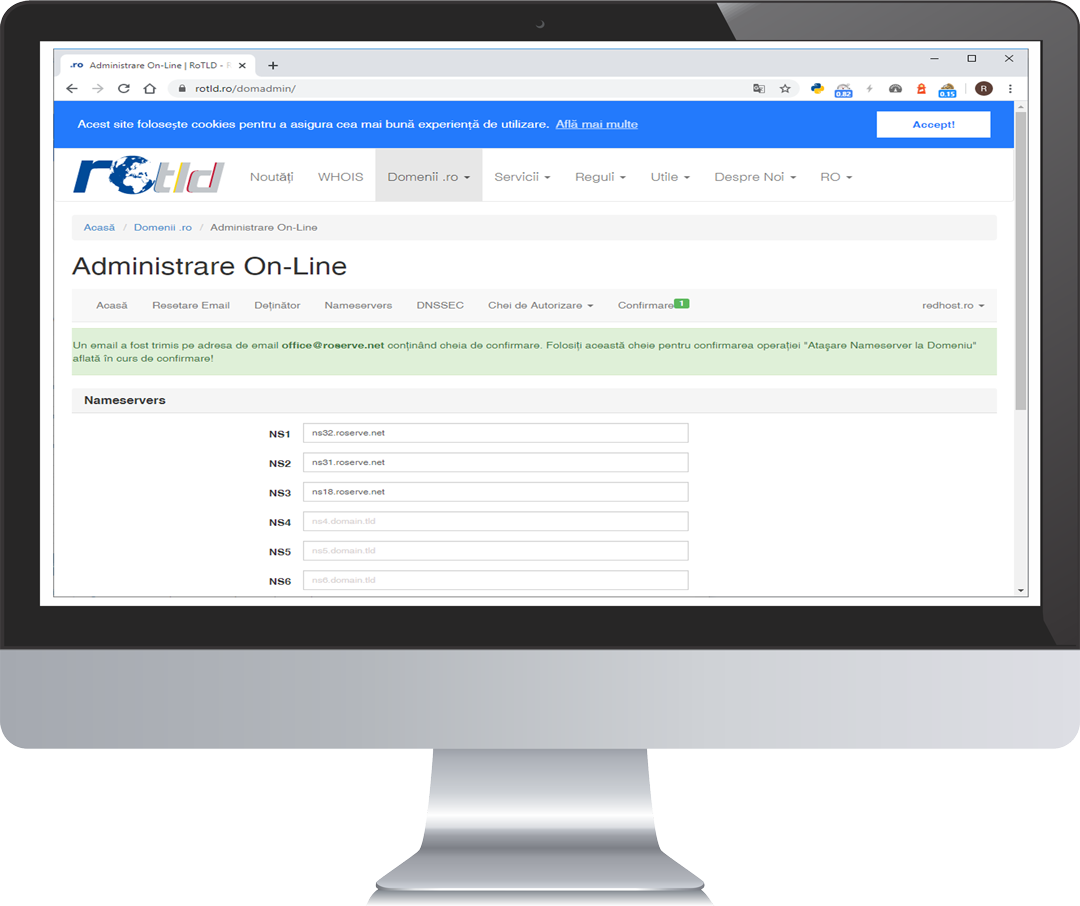 .ro Administrare On-Line | RoTLD - R
rotld.ro/domadmin/
0.82
0.15
R
Acest site folosește cookies pentru a asigura cea mai bună experiență de utilizare. Află mai multe
Accept!
rotld
Noutăți
WHOIS
Domenii .ro
Servicii
Reguli
Utile
Despre Noi
RO
Acasă / Domenii .ro / Administrare On-Line
Administrare On-Line
Acasă
Resetare Email
Deținător
Nameservers
DNSSEC
Chei de Autorizare
Confirmare 1
redhost.ro
Un email a fost trimis pe adresa de email office@roserve.net conținând cheia de confirmare. Folosiți această cheie pentru confirmarea operației "Atașare Nameserver la Domeniu"
aflată în curs de confirmare!
Nameservers
NS1 ns32.roserve.net
NS2 ns31.roserve.net
NS3 ns18.roserve.net
NS4 ns4.domain.tld
NS5 ns5.domain.tld
NS6 ns6.domain.tld